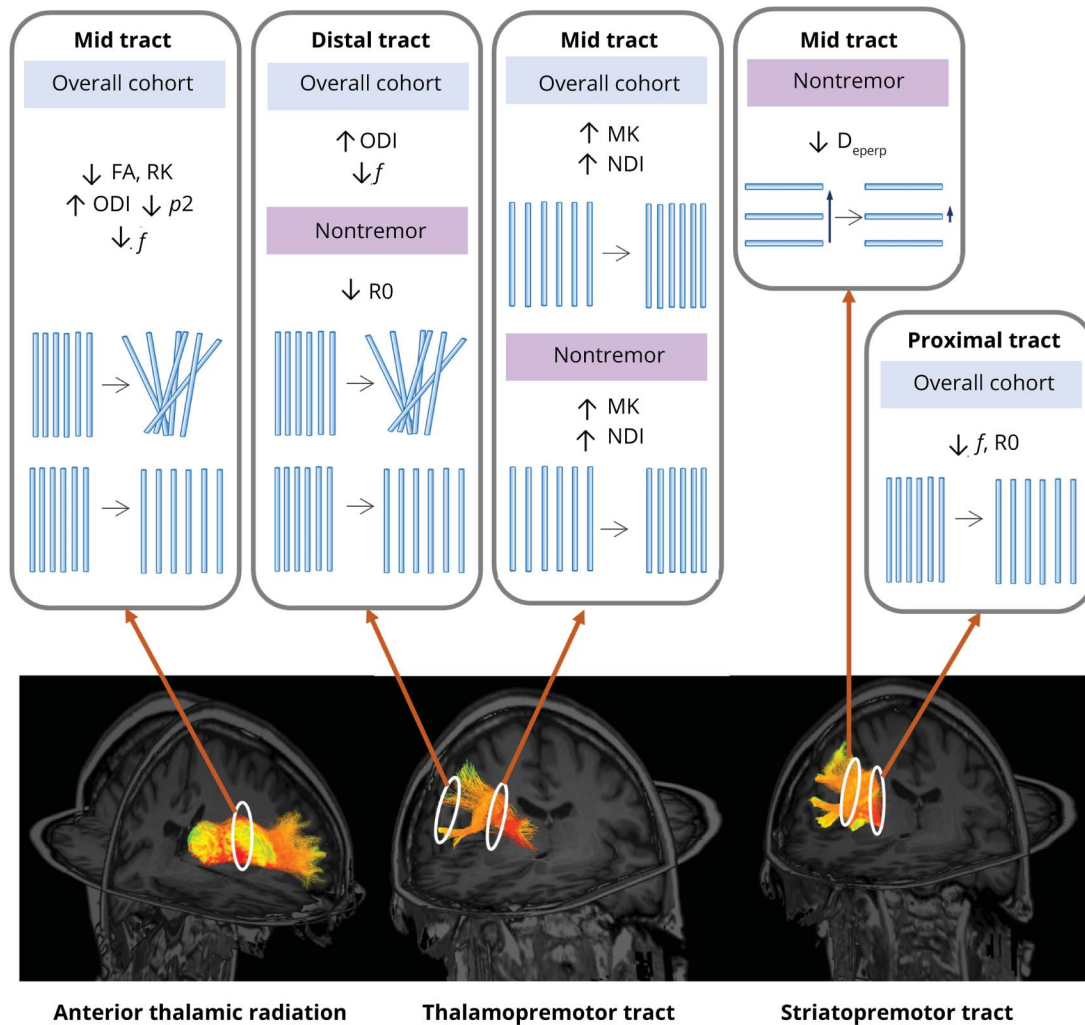 Mid tract
Overall cohort
↓ FA, RK
↑ ODI ↓ p2
↓ f
Distal tract
Overall cohort
↑ ODI
↓ f
Nontremor
↓ R0
Mid tract
Overall cohort
↑ MK
↑ NDI
Nontremor
↑ MK
↑ NDI
Mid tract
Nontremor
↓ Deperp
Proximal tract
Overall cohort
↓ f, R0
Anterior thalamic radiation
Thalamopremotor tract
Striatopremotor tract